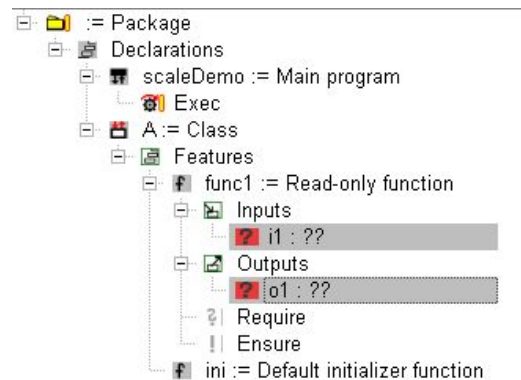 := Package
Declarations
scaleDemo := Main program
Exec
A := Class
Features
func1 := Read-only function
Inputs
? i1 : ??
Outputs
? o1 : ??
?| Require
!| Ensure
ini := Default initializer function